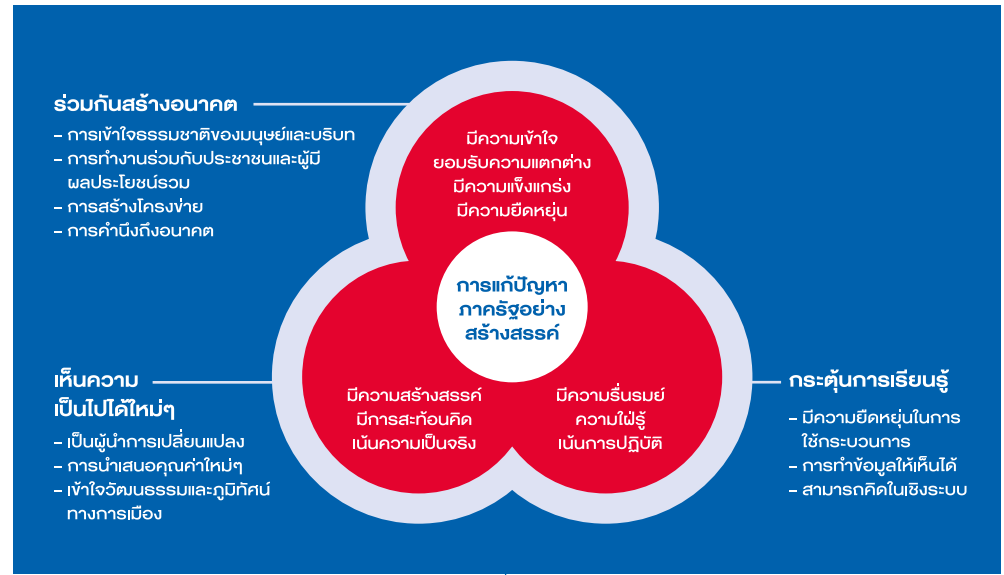 ร่วมกันสร้างอนาคต
– การเข้าใจธรรมชาติของมนุษย์และบริบท
– การทำงานร่วมกับประชาชนและผู้มี
ผลประโยชน์รวม
– การสร้างโครงข่าย
– การคำนึงถึงอนาคต
มีความเข้าใจ
ยอมรับความแตกต่าง
มีความแข็งแกร่ง
มีความยืดหยุ่น
การแก้ปัญหา
ภาครัฐอย่าง
สร้างสรรค์
เห็นความ
เป็นไปได้ใหม่ๆ
– เป็นผู้นำการเปลี่ยนแปลง
– การนำเสนอคุณค่าใหม่ๆ
– เข้าใจวัฒนธรรมและภูมิทัศน์
ทางการเมือง
มีความสร้างสรรค์
มีการสะท้อนคิด
เน้นความเป็นจริง
มีความรื่นรมย์
ความใฝ่รู้
เน้นการปฏิบัติ
กระตุ้นการเรียนรู้
– มีความยืดหยุ่นในการ
ใช้กระบวนการ
– การทำข้อมูลให้เห็นได้
– สามารถคิดในเชิงระบบ